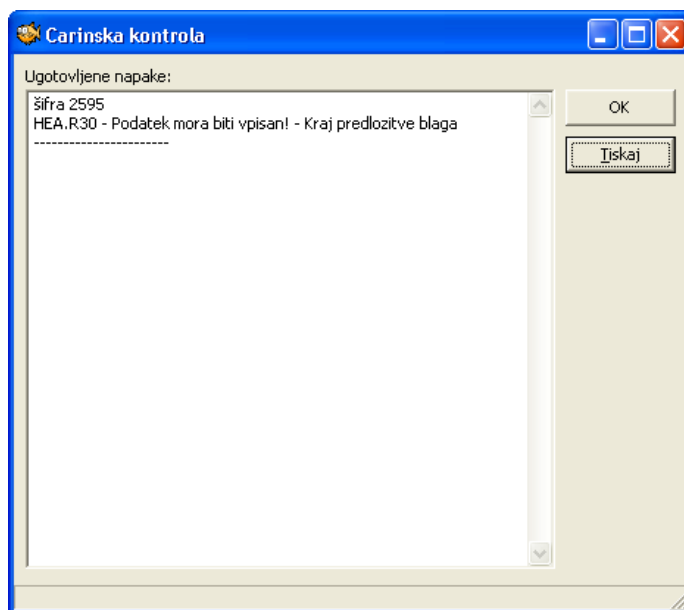 Carinska kontrola
Ugotovljene napake:
šifra 2595
HEA.R30 - Podatek mora biti vpisan! - Kraj predlozitve blaga
-----------------------
OK
Tiskaj